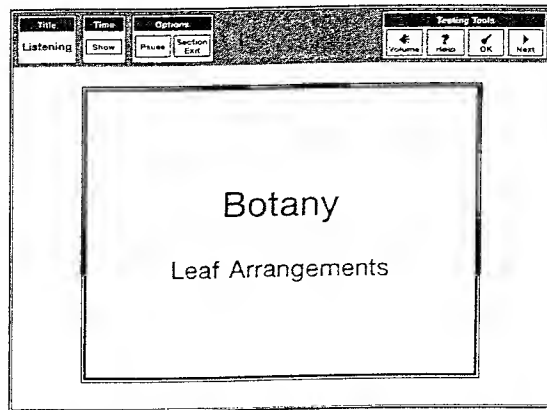 Title Time Options Testing Tools
Listening Show Pause Section Exit Volume Help OK Next
Botany
Leaf Arrangements